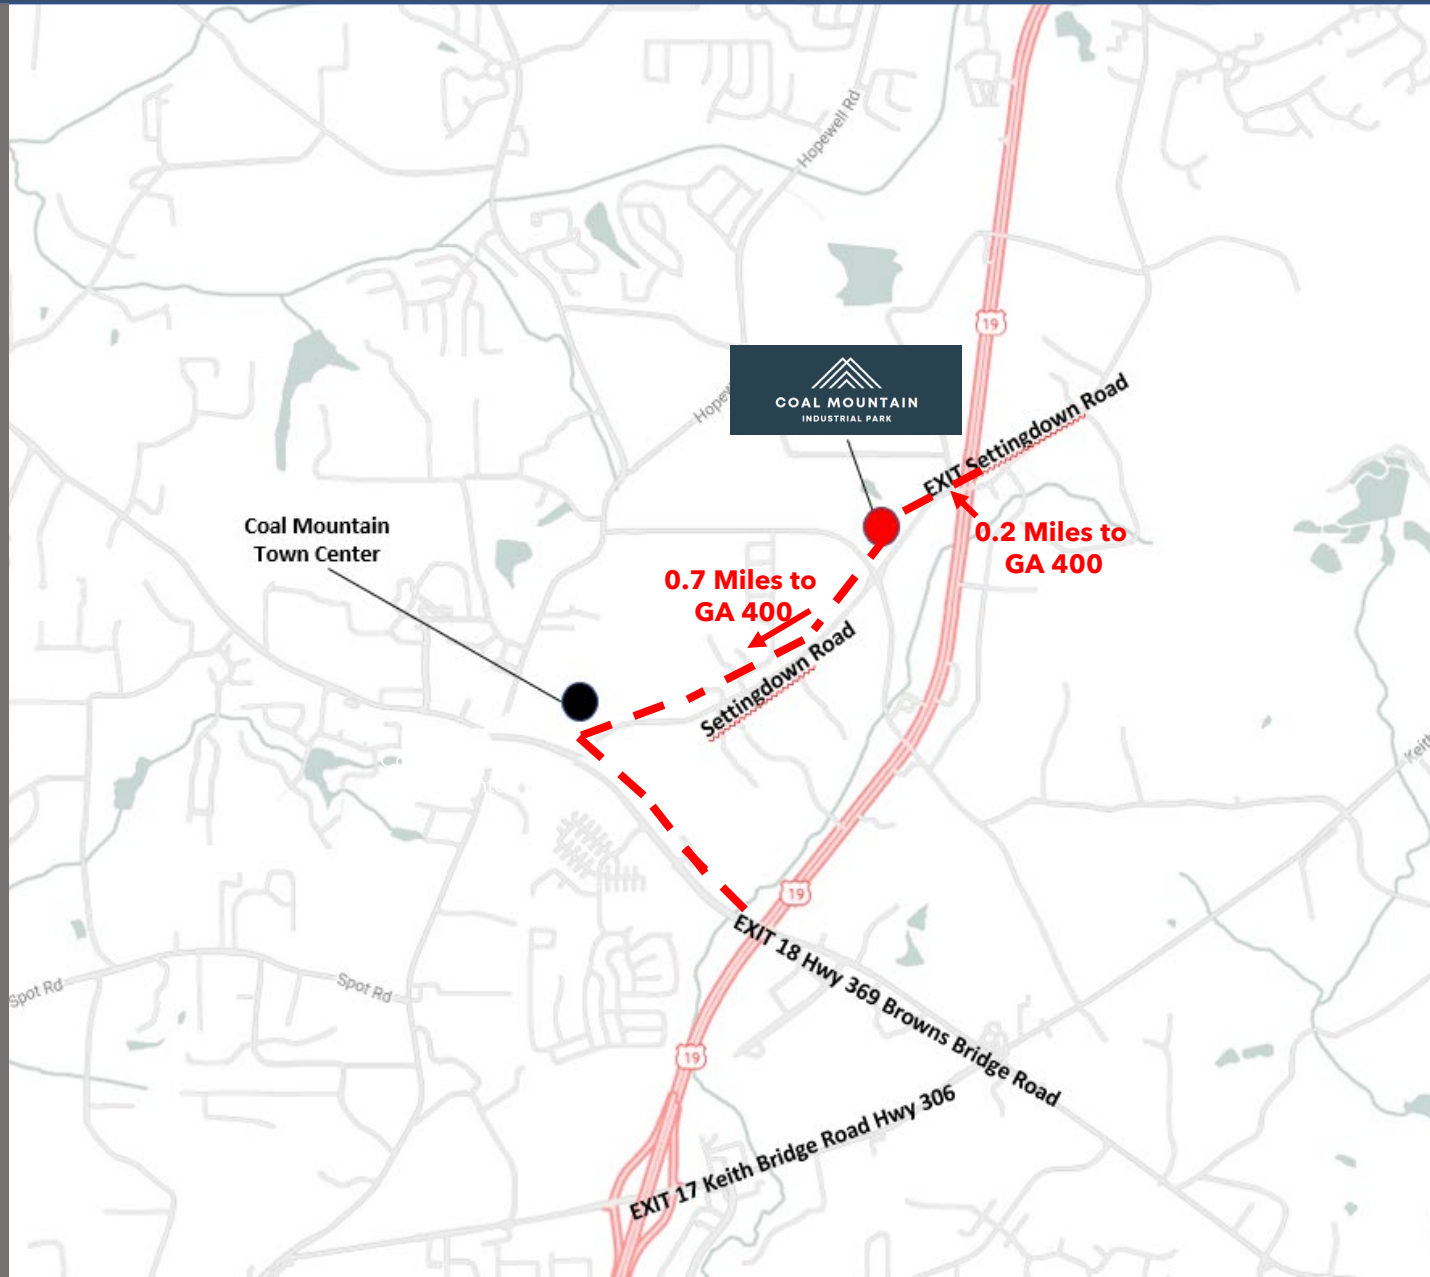 Hopewell Rd
19
COAL MOUNTAIN
INDUSTRIAL PARK
EXIT Settingdown Road
0.2 Miles to
GA 400
Coal Mountain
Town Center
0.7 Miles to
GA 400
Settingdown Road
19
EXIT 18 Hwy 369 Browns Bridge Road
Spot Rd
Spot Rd
19
EXIT 17 Keith Bridge Road Hwy 306